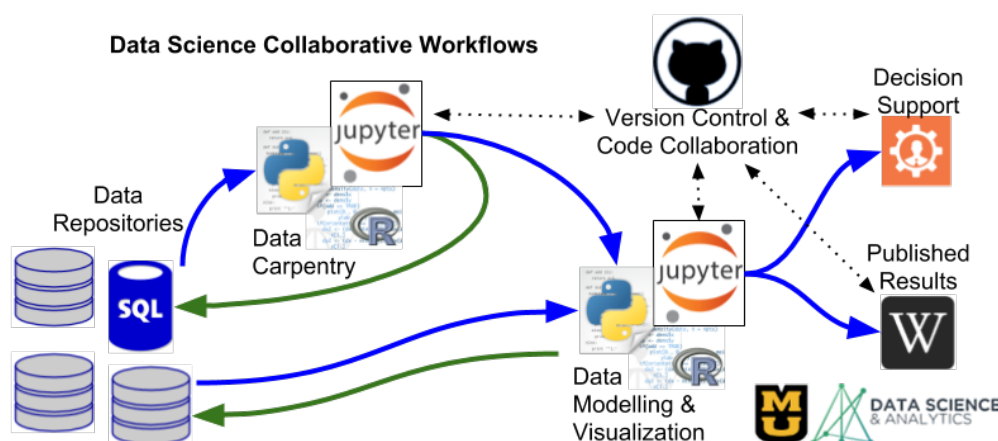 Data Science Collaborative Workflows
Decision
Support
jupyter
Version Control &
Code Collaboration
Data
Repositories
R
Data
Carpentry
SQL
jupyter
Published
Results
W
R
Data
Modelling &
Visualization
MU
DATA SCIENCE
& ANALYTICS